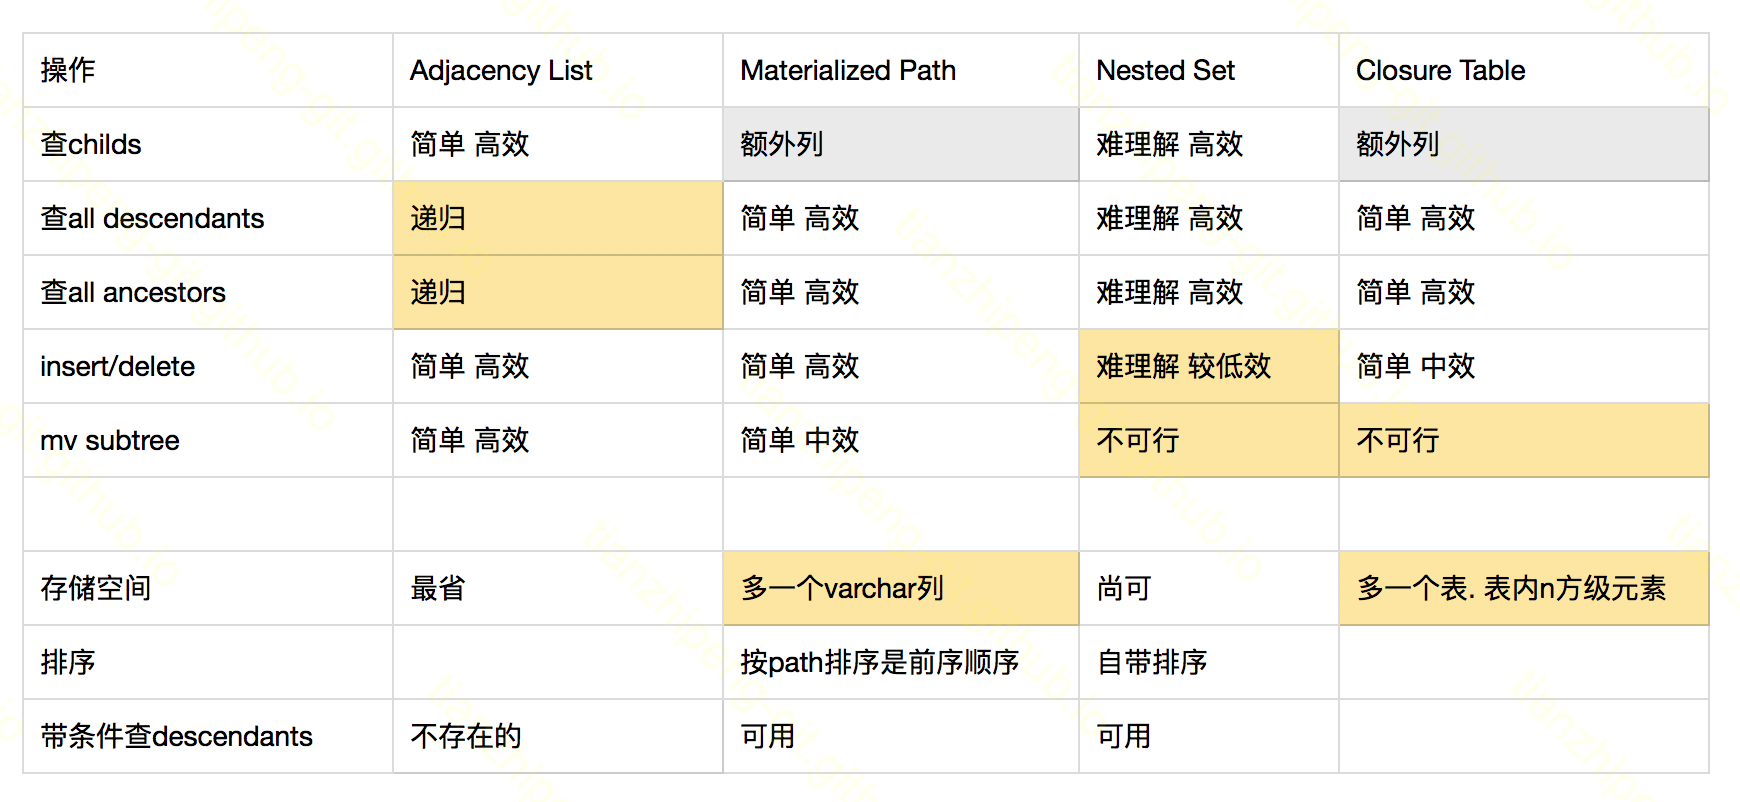 操作 Adjacency List Materialized Path Nested Set Closure Table
查childs 简单 高效 额外列 难理解 高效 额外列
查all descendants 递归 简单 高效 难理解 高效 简单 高效
查all ancestors 递归 简单 高效 难理解 高效 简单 高效
insert/delete 简单 高效 简单 高效 难理解 较低效 简单 中效
mv subtree 简单 高效 简单 中效 不可行 不可行
存储空间 最省 多一个varchar列 尚可 多一个表. 表内n方级元素
排序 按path排序是前序顺序 自带排序
带条件查descendants 不存在的 可用 可用
tianzhipeng-git.github.io